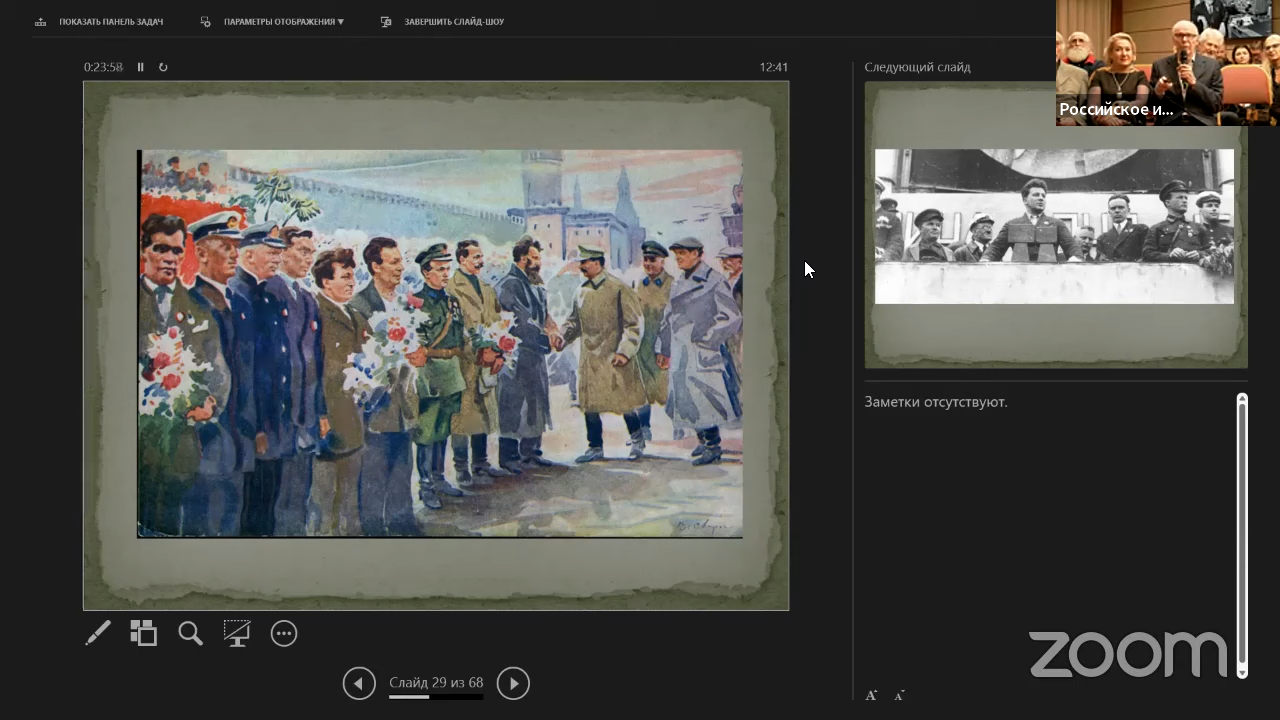 ПОКАЗАТЬ ПАНЕЛЬ ЗАДАЧ
ПАРАМЕТРЫ ОТОБРАЖЕНИЯ ▼
ЗАВЕРШИТЬ СЛАЙД-ШОУ
0:23:58
12:41
Следующий слайд
Российское и...
Заметки отсутствуют.
zoom
Слайд 29 из 68
A A